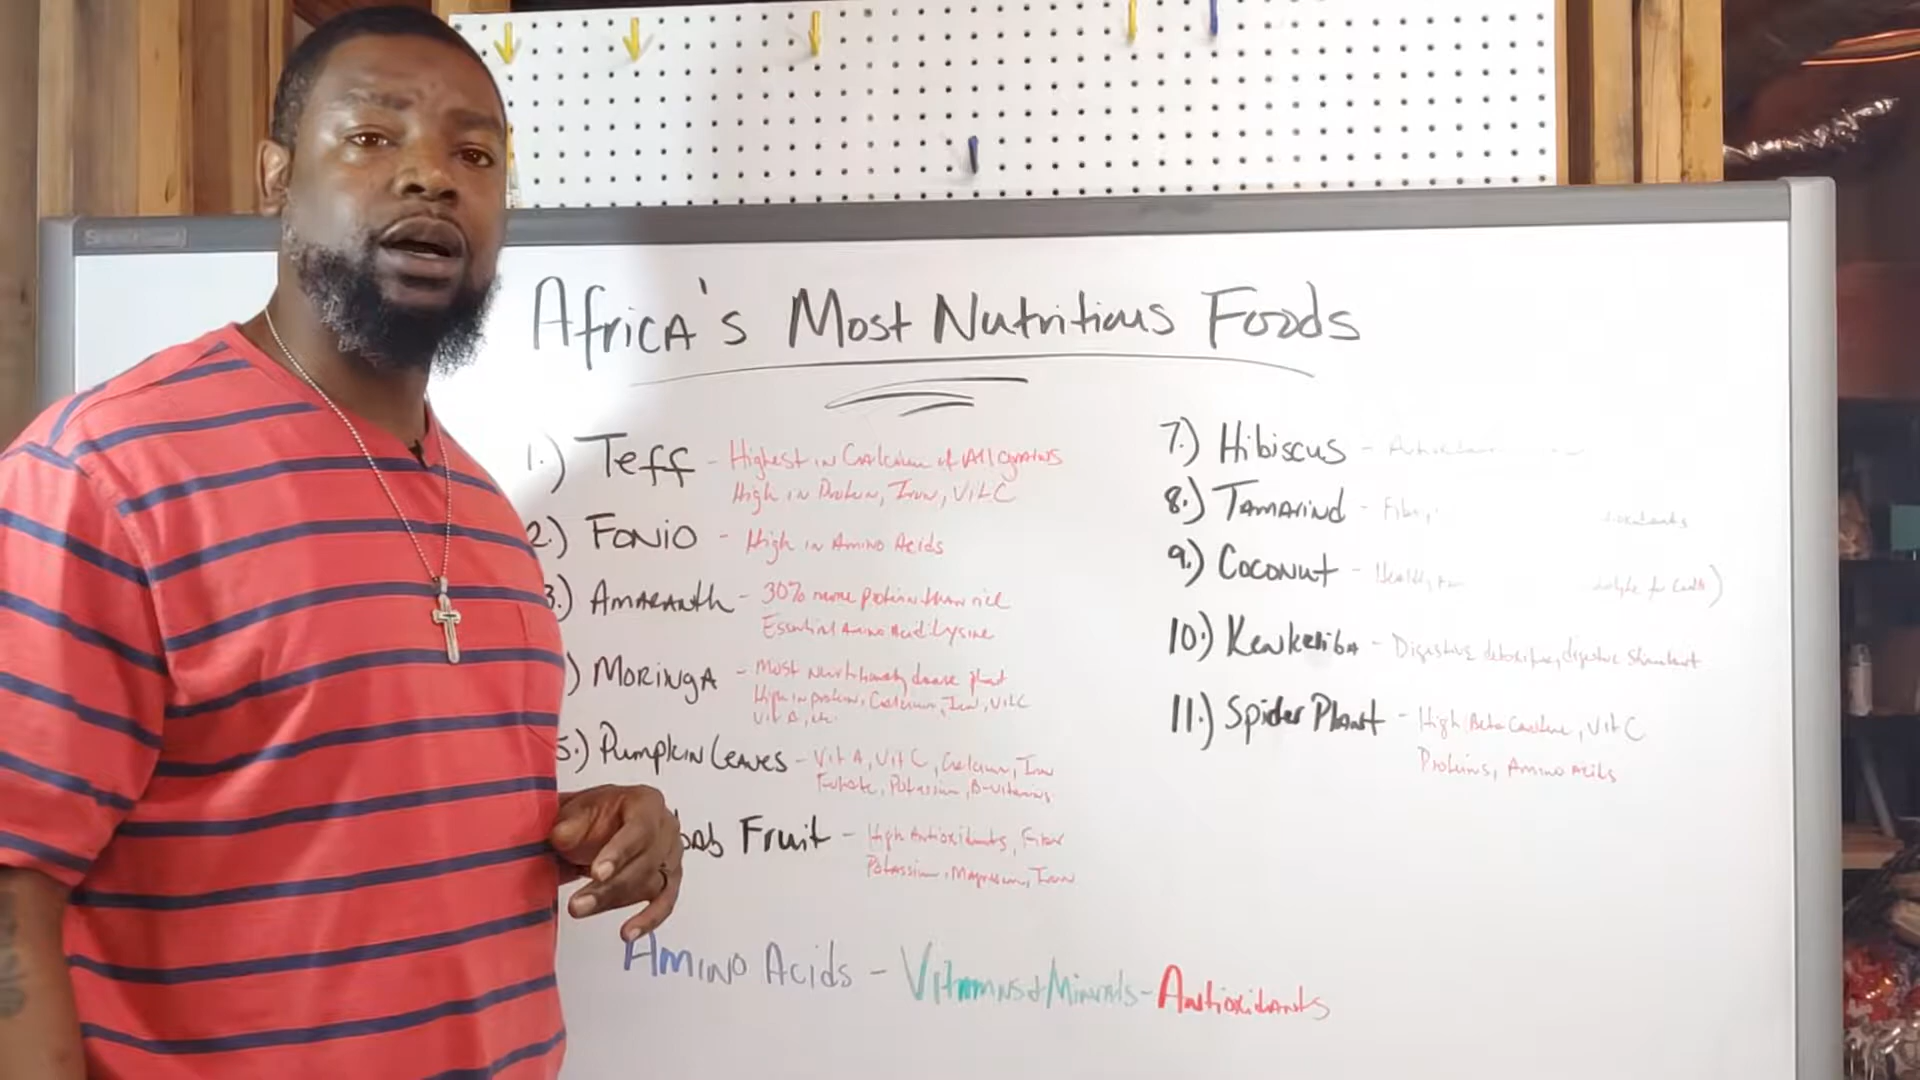 Africa's Most Nutritious Foods
1.) Teff - Highest in Calcium of All grains
High in Protein, Iron, Vit C
2.) Fonio - High in Amino Acids
3.) Amaranth - 30% more protein than rice
Essential Amino Acid: Lysine
) Moringa - Most dense plant
High in protein, Calcium, Iron, Vit C
Vit A, etc.
5.) Pumpkin Leaves - Vit A, Vit C, Calcium, Iron
Folate, Potassium, B-vitamins
bab Fruit - High Antioxidants, Fiber
Potassium, Magnesium, Iron
7.) Hibiscus -
8.) Tamarind -
9.) Coconut -
10.) Kenkeliba - Digestive digestive stimulant
11.) Spider Plant - High Beta Carotene, Vit C
Proteins, Amino Acids
Amino Acids - Vitamins & Minerals - Antioxidants